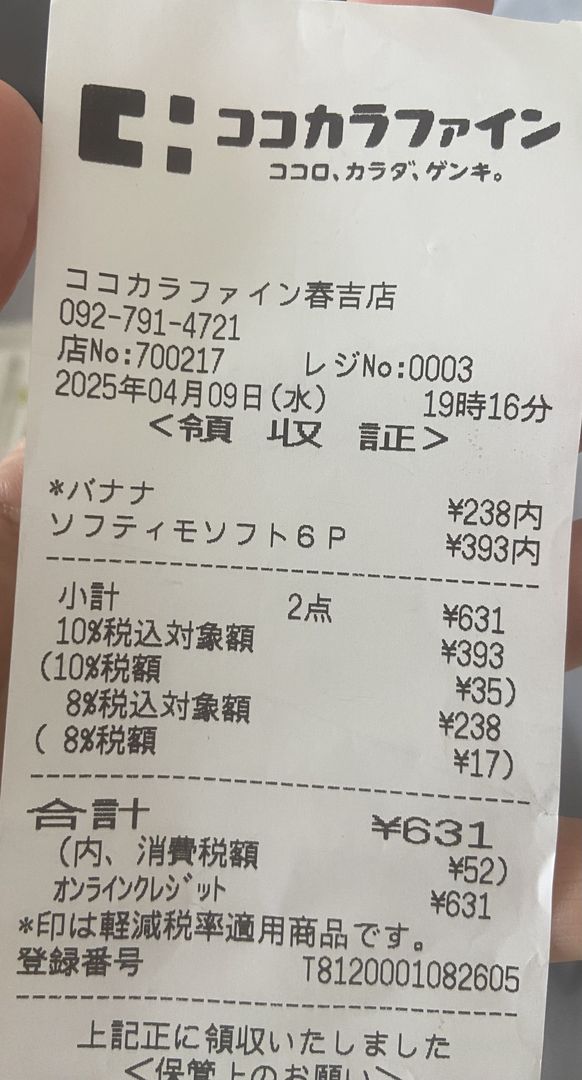 ココカラファイン
ココロ、カラダ、ゲンキ。
ココカラファイン春吉店
092-791-4721
店No:700217 レジNo:0003
2025年04月09日(水) 19時16分
<領 収 証>
*バナナ ¥238内
ソフティモソフト6P ¥393内
小計 2点 ¥631
10%税込対象額 ¥393
(10%税額 ¥35)
8%税込対象額 ¥238
( 8%税額 ¥17)
合計 ¥631
(内、消費税額 ¥52)
オンラインクレジット ¥631
*印は軽減税率適用商品です。
登録番号 T8120001082605
上記正に領収いたしました
<保管上のお願い>